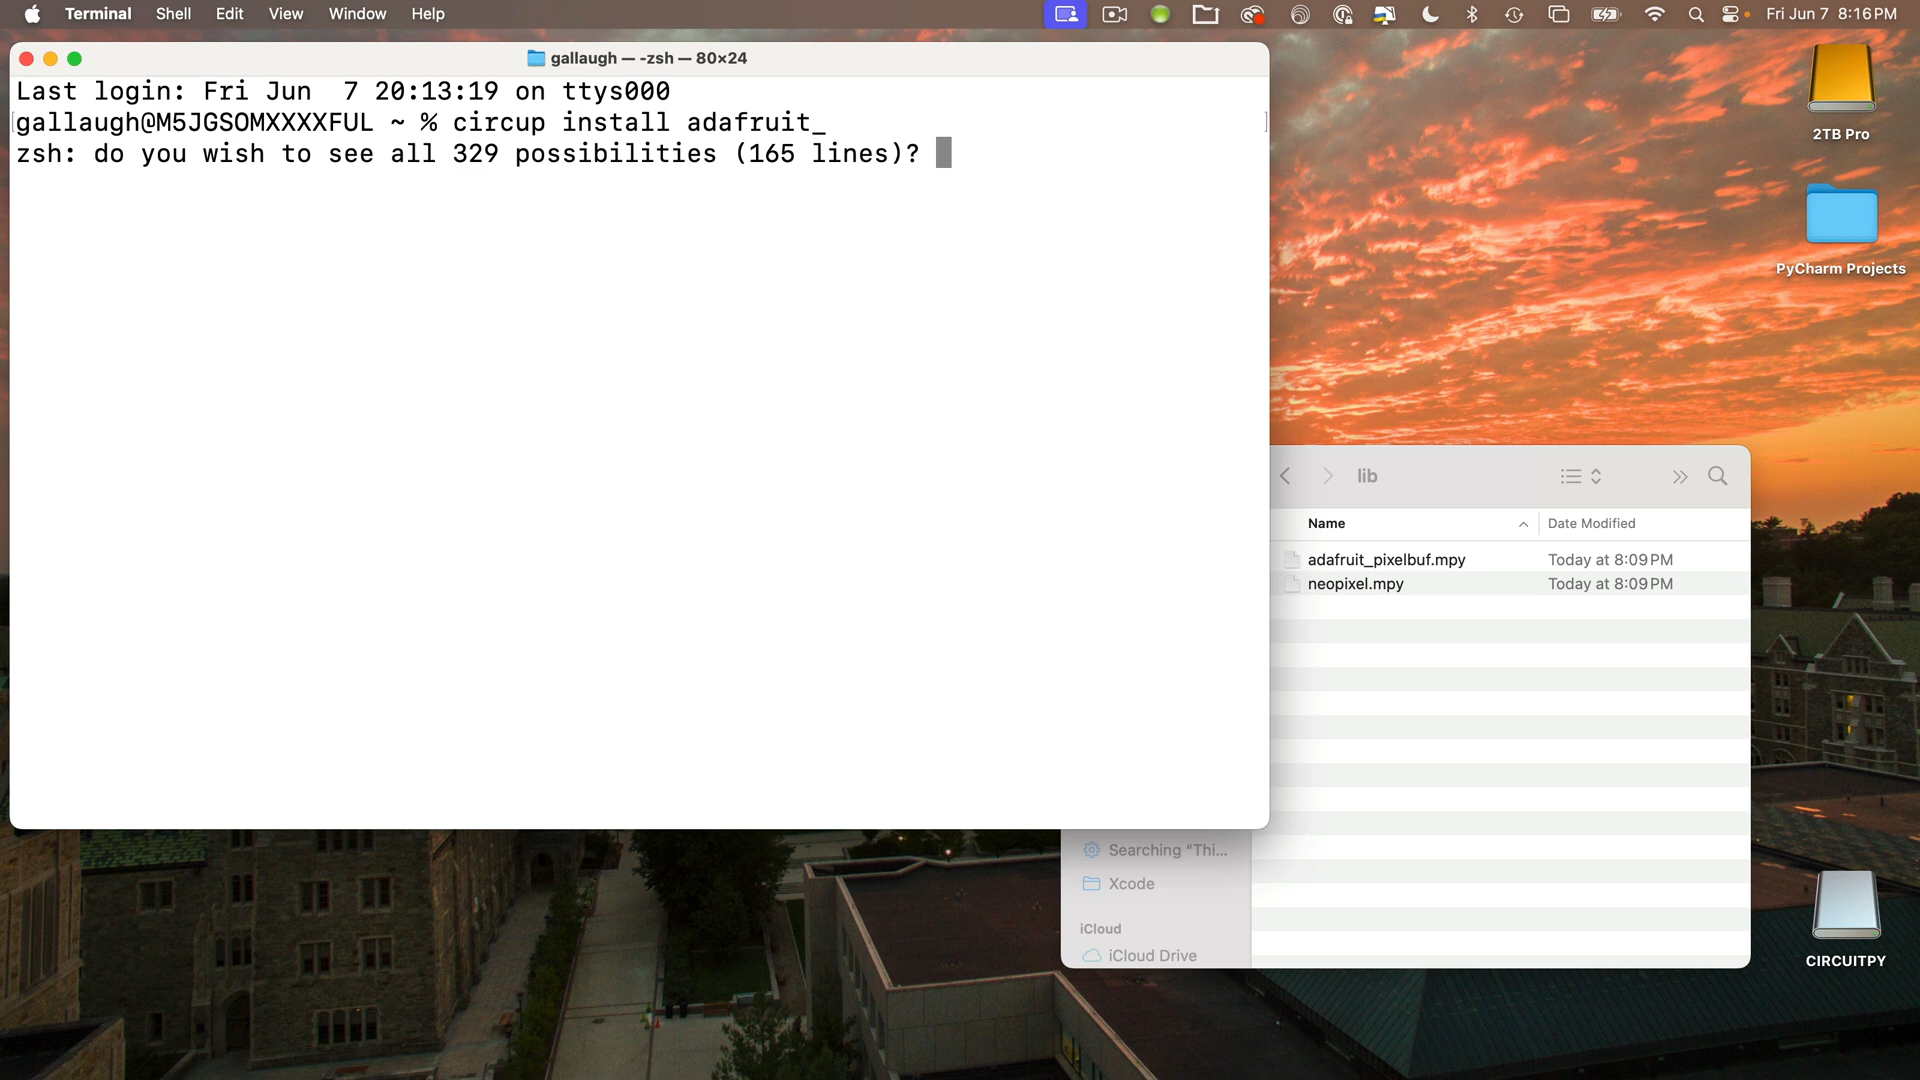 Terminal Shell Edit View Window Help Fri Jun 7 8:16 PM
gallaugh — -zsh — 80×24
Last login: Fri Jun  7 20:13:19 on ttys000
gallaugh@M5JGSOMXXXXFUL ~ % circup install adafruit_
zsh: do you wish to see all 329 possibilities (165 lines)?
2TB Pro
PyCharm Projects
lib
Name Date Modified
adafruit_pixelbuf.mpy Today at 8:09 PM
neopixel.mpy Today at 8:09 PM
Searching “Thi...
Xcode
iCloud
iCloud Drive
CIRCUITPY